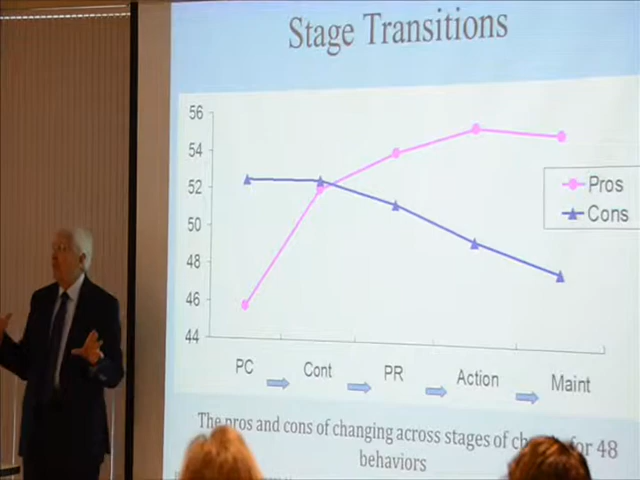 Stage Transitions
56
54
52
50
48
46
44
Pros
Cons
PC Cont PR Action Maint
The pros and cons of changing across stages of for 48
behaviors